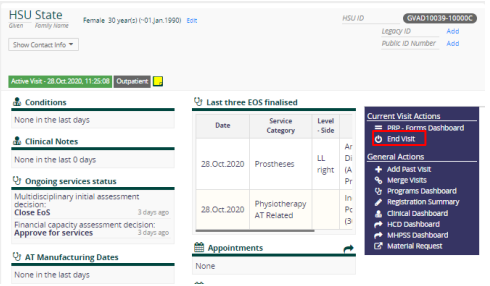 HSU State
Given Family Name
Female 30 year(s) (~01.Jan.1990) Edit
HSU ID GVAD10039-10000C
Legacy ID Add
Public ID Number Add
Show Contact Info
Active Visit - 28.Oct 2020, 11:25:08 Outpatient
Conditions
None in the last days
Clinical Notes
None in the last 0 days
Ongoing services status
Multidisciplinary initial assessment
decision:
Close EoS 3 days ago
Financial capacity assessment decision:
Approve for services 3 days ago
AT Manufacturing Dates
None in the last days
Last three EOS finalised
Date Service Category Level - Side
28.Oct.2020 Prostheses LL right
28.Oct.2020 Physiotherapy AT Related
Appointments
None
Current Visit Actions
PRP - Forms Dashboard
End Visit
General Actions
Add Past Visit
Merge Visits
Programs Dashboard
Registration Summary
Clinical Dashboard
HCD Dashboard
MHPSS Dashboard
Material Request